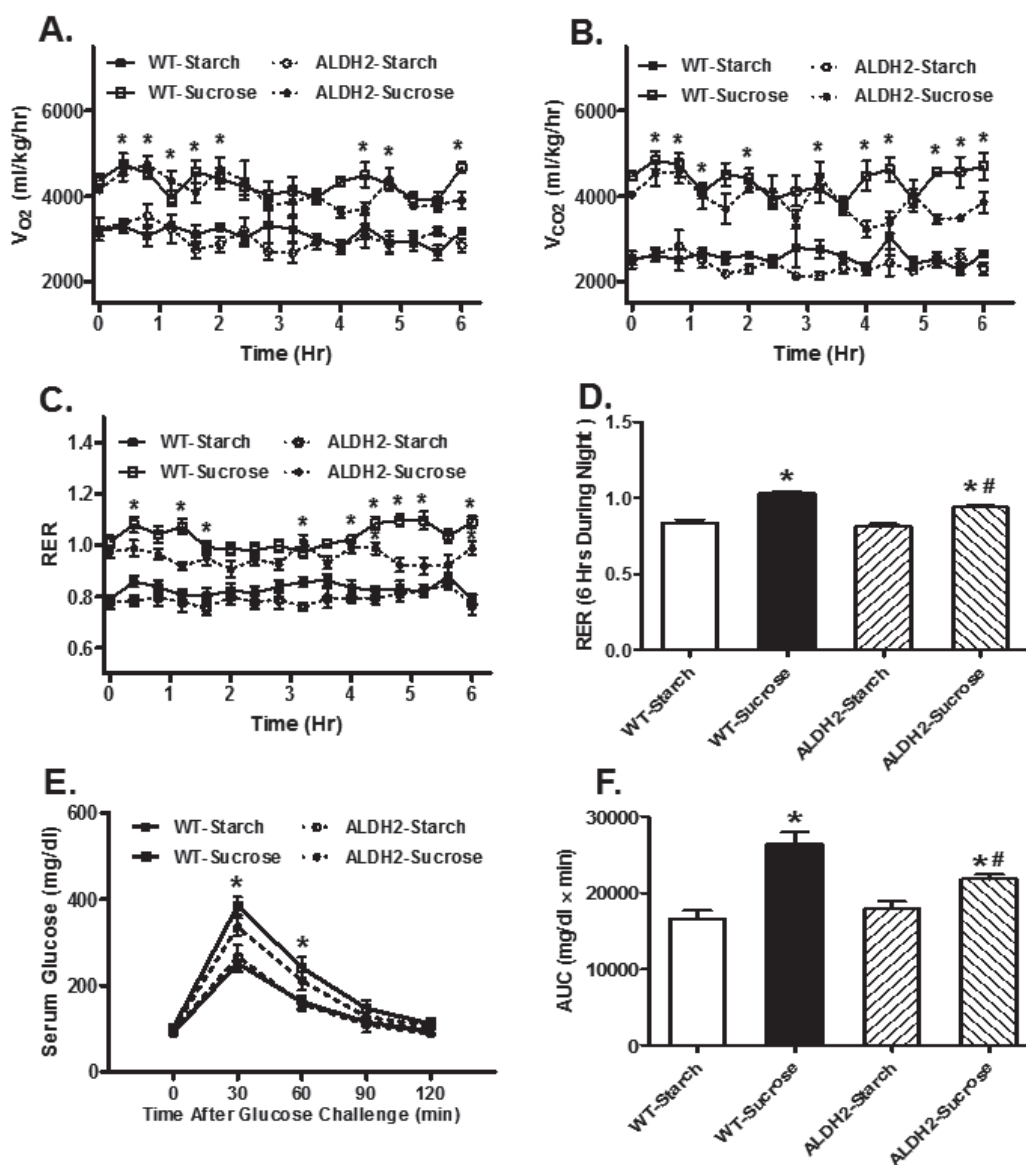 A.
WT-Starch ALDH2-Starch
WT-Sucrose ALDH2-Sucrose
6000
4000
2000
VO2 (ml/kg/hr)
* * * * * * * *
0 1 2 3 4 5 6
Time (Hr)
B.
WT-Starch ALDH2-Starch
WT-Sucrose ALDH2-Sucrose
6000
4000
2000
VCO2 (ml/kg/hr)
* * * * * * * * * *
0 1 2 3 4 5 6
Time (Hr)
C.
WT-Starch ALDH2-Starch
WT-Sucrose ALDH2-Sucrose
1.4
1.2
1.0
0.8
0.6
RER
* * * * * * * * *
0 1 2 3 4 5 6
Time (Hr)
D.
1.5
1.0
0.5
0.0
RER (6 Hrs During Night )
* * #
WT-Starch
WT-Sucrose
ALDH2-Starch
ALDH2-Sucrose
E.
WT-Starch ALDH2-Starch
WT-Sucrose ALDH2-Sucrose
600
400
200
0
Serum Glucose (mg/dl)
* *
0 30 60 90 120
Time After Glucose Challenge (min)
F.
30000
20000
10000
0
AUC (mg/dl × min)
* * #
WT-Starch
WT-Sucrose
ALDH2-Starch
ALDH2-Sucrose